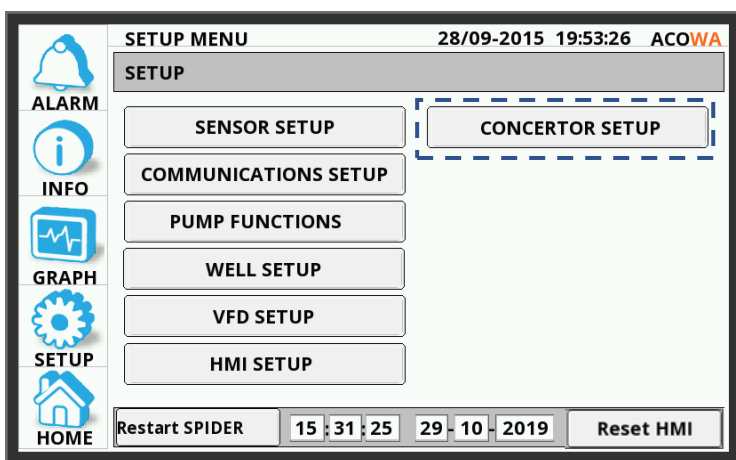 SETUP MENU 28/09-2015 19:53:26 ACOWA
SETUP
ALARM
INFO
GRAPH
SETUP
HOME
SENSOR SETUP
CONCERTOR SETUP
COMMUNICATIONS SETUP
PUMP FUNCTIONS
WELL SETUP
VFD SETUP
HMI SETUP
Restart SPIDER 15:31:25 29-10-2019 Reset HMI